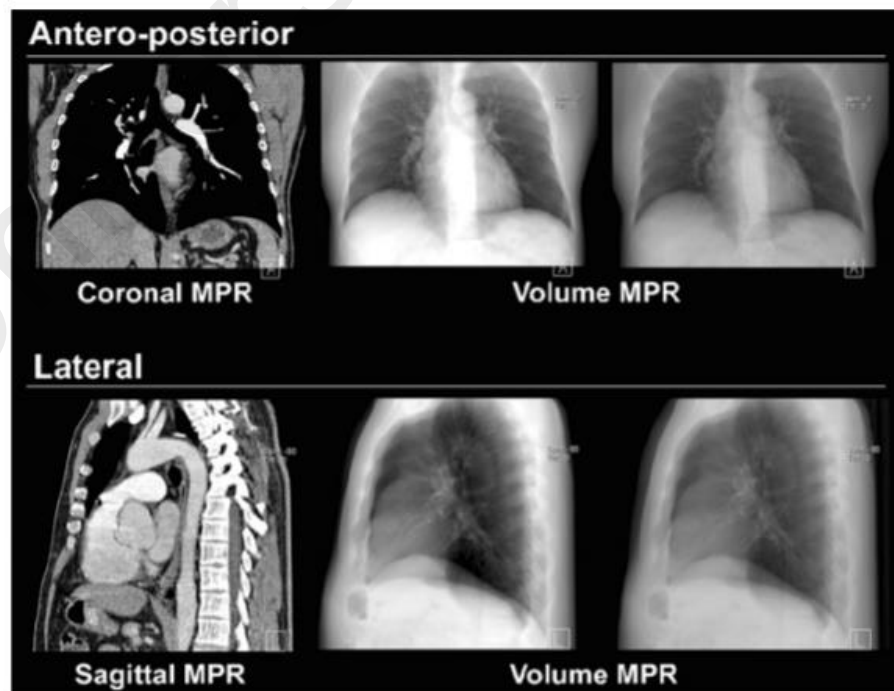 Antero-posterior
A
A
A
Coronal MPR
Volume MPR
Lateral
L
L
L
Sagittal MPR
Volume MPR